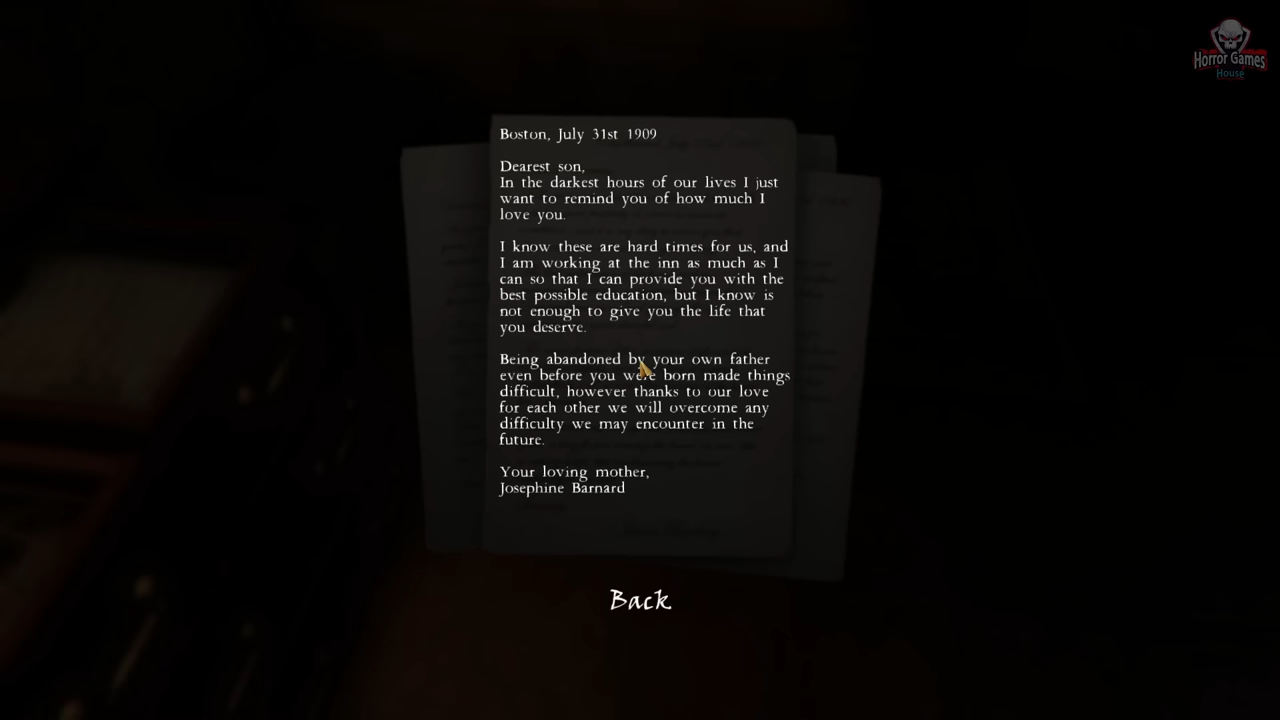 Horror Games
House
Boston, July 31st 1909
Dearest son,
In the darkest hours of our lives I just
want to remind you of how much I
love you.
I know these are hard times for us, and
I am working at the inn as much as I
can so that I can provide you with the
best possible education, but I know is
not enough to give you the life that
you deserve.
Being abandoned by your own father
even before you were born made things
difficult, however thanks to our love
for each other we will overcome any
difficulty we may encounter in the
future.
Your loving mother,
Josephine Barnard
Back